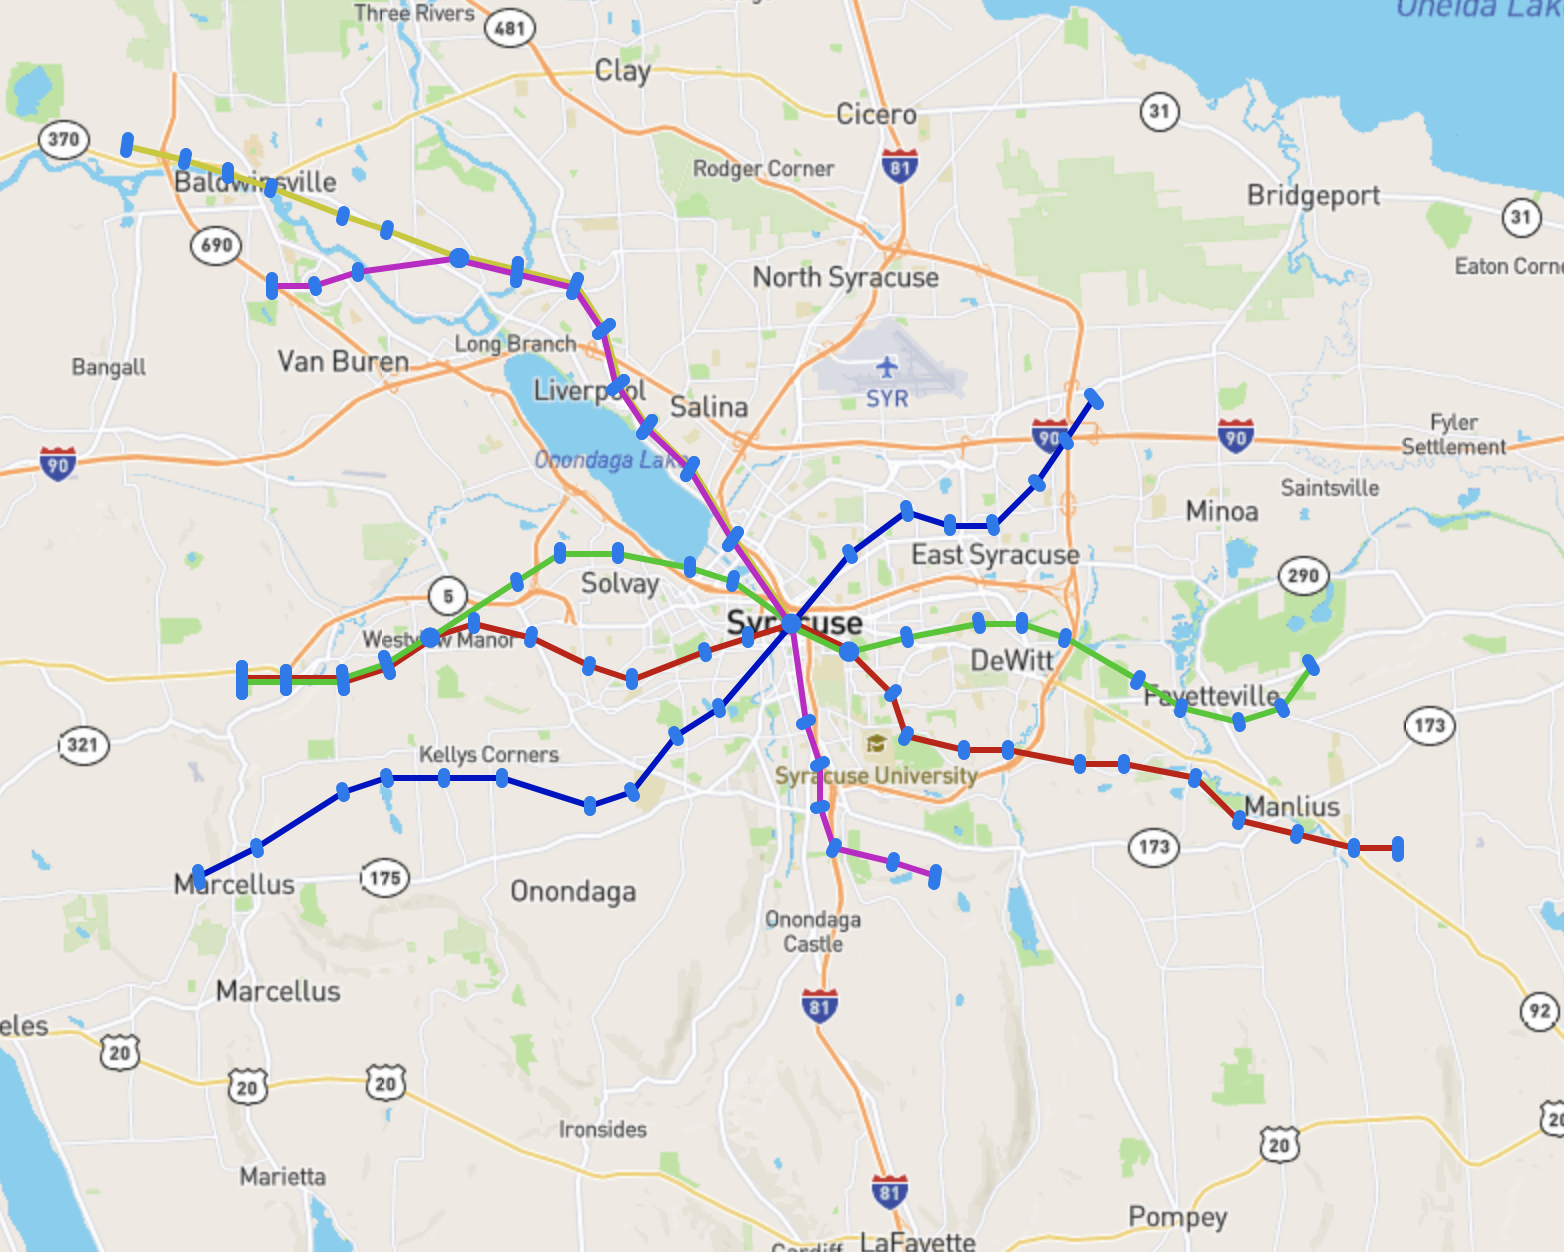 Oneida Lak
Three Rivers
481
Clay
Cicero
31
370
81
Rodger Corner
Baldwinsville
Bridgeport
31
690
Eaton Corne
North Syracuse
Long Branch
Van Buren
Bangall
SYR
Liverpool
Salina
Fyler
Settlement
90
90
90
Onondaga Lake
Saintsville
Minoa
East Syracuse
290
Solvay
5
Syracuse
Westvew Manor
DeWitt
Fayetteville
173
321
Kellys Corners
Syracuse University
Manlius
173
Marcellus
175
Onondaga
Onondaga
Castle
Marcellus
81
92
eles
20
20
20
20
Ironsides
20
Marietta
81
Pompey
Cardiff
LaFayette